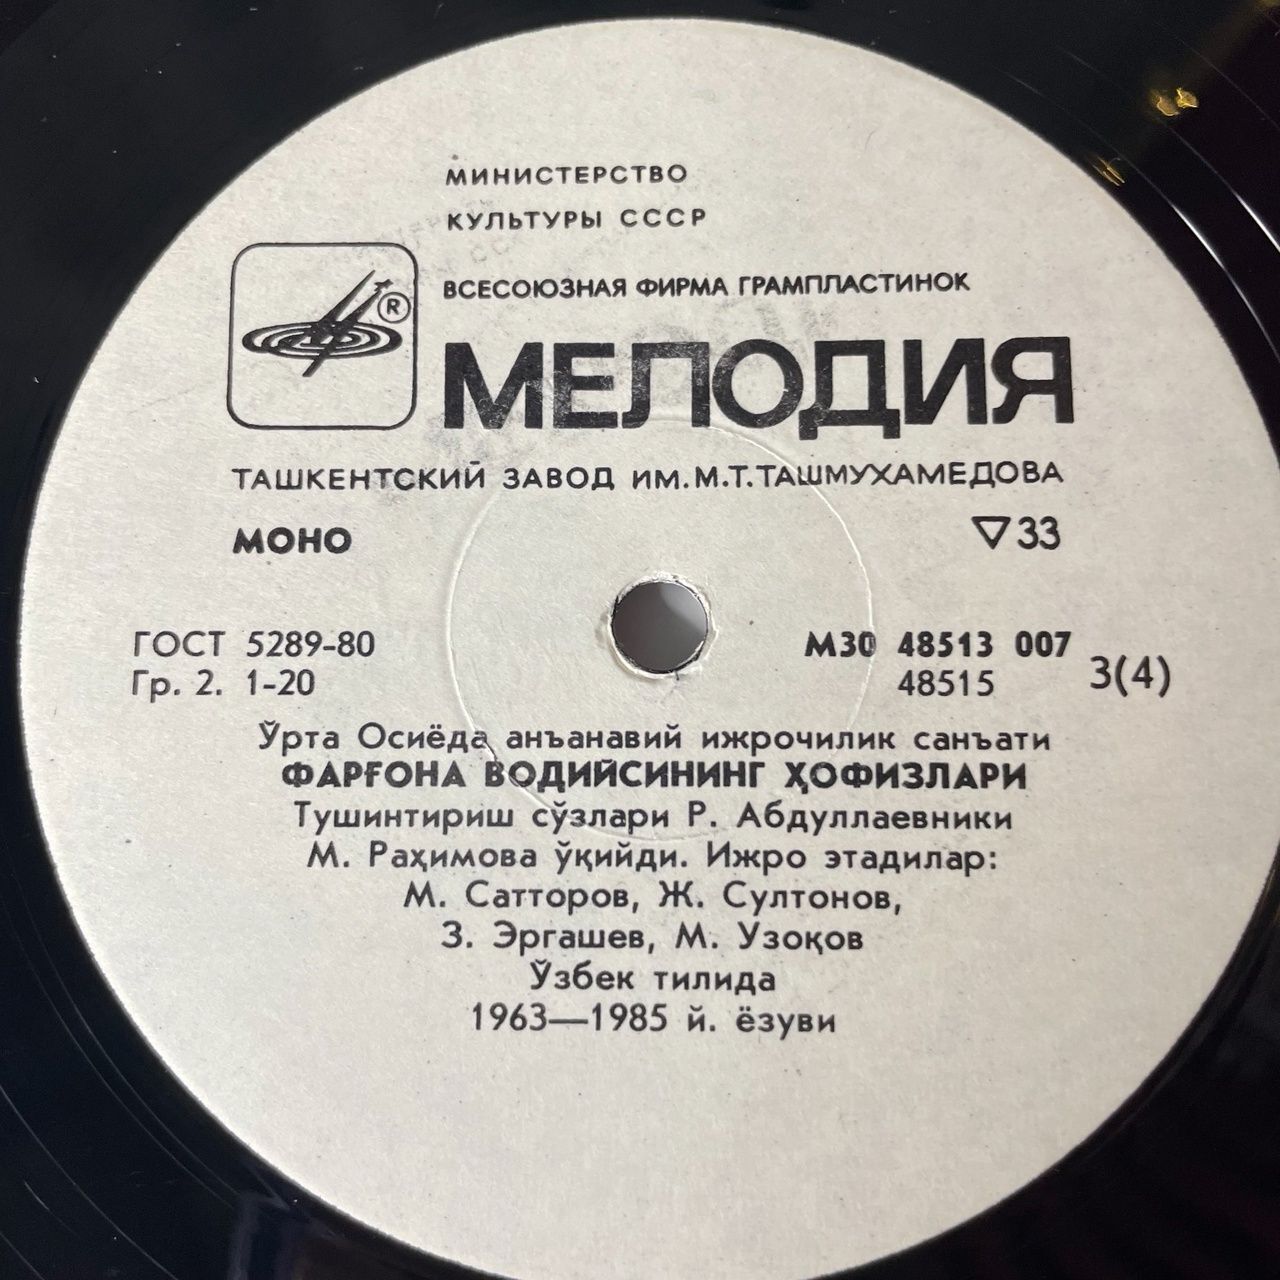 МИНИСТЕРСТВО
КУЛЬТУРЫ СССР
ВСЕСОЮЗНАЯ ФИРМА ГРАМПЛАСТИНОК
®
МЕЛОДИЯ
ТАШКЕНТСКИЙ ЗАВОД ИМ. М.Т. ТАШМУХАМЕДОВА
МОНО ▽33
ГОСТ 5289-80 М30 48513 007
Гр. 2. 1-20 48515 3(4)
Ўрта Осиёда анъанавий ижрочилик санъати
ФАРҒОНА ВОДИЙСИНИНГ ҲОФИЗЛАРИ
Тушинтириш сўзлари Р. Абдуллаевники
М. Раҳимова ўқийди. Ижро этадилар:
М. Сатторов, Ж. Султонов,
З. Эргашев, М. Узоқов
Ўзбек тилида
1963—1985 й. ёзуви